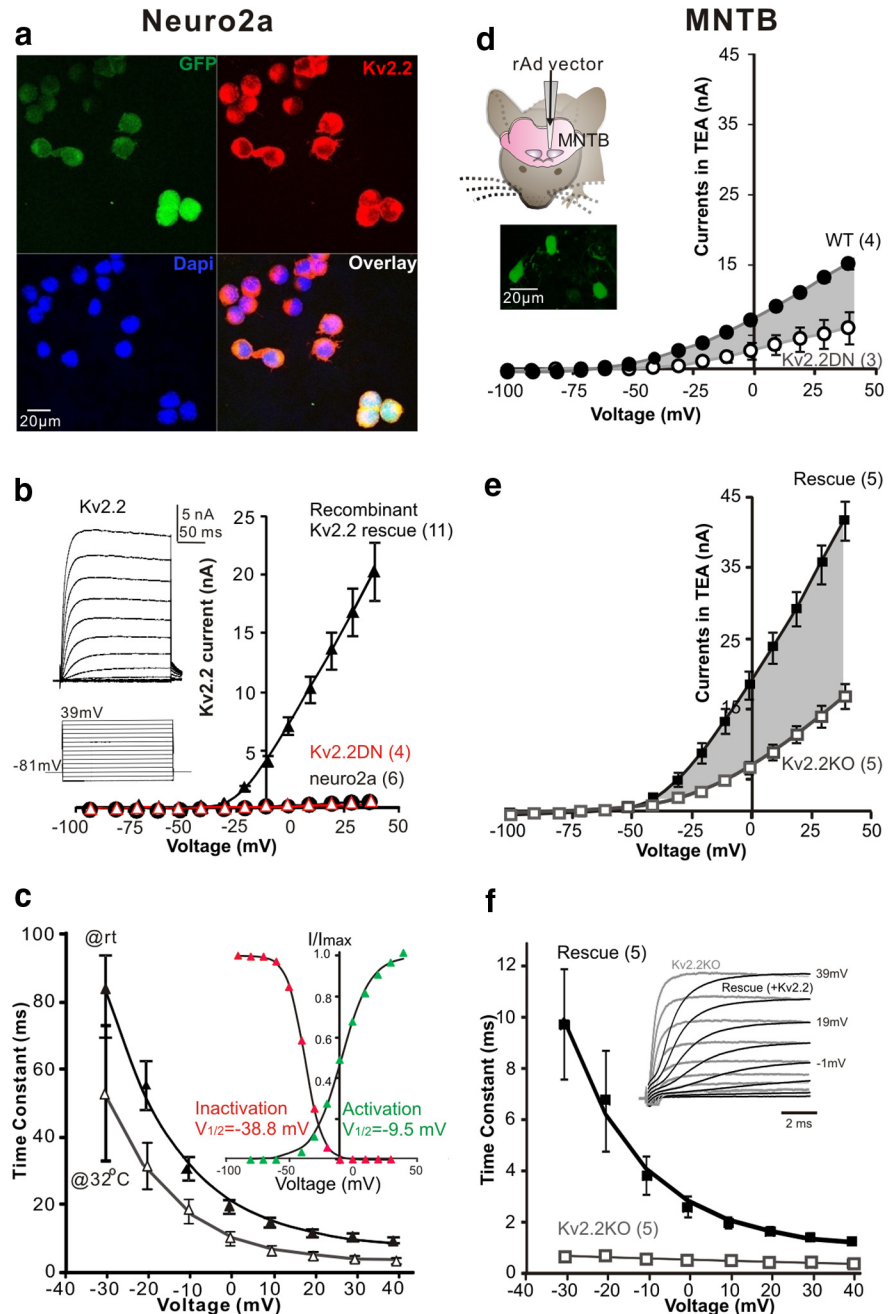 Neuro2a
MNTB
a
GFP
Kv2.2
Dapi
Overlay
20µm
d
rAd vector
MNTB
20µm
Currents in TEA (nA)
45
35
25
15
WT (4)
Kv2.2DN (3)
-100
-75
-50
-25
0
25
50
Voltage (mV)
b
Kv2.2
5 nA
50 ms
39mV
-81mV
Kv2.2 current (nA)
25
20
15
10
5
Recombinant
Kv2.2 rescue (11)
Kv2.2DN (4)
neuro2a (6)
-100
-75
-50
-25
0
25
50
Voltage (mV)
e
Rescue (5)
Currents in TEA (nA)
45
35
25
15
Kv2.2KO (5)
-100
-75
-50
-25
0
25
50
Voltage (mV)
c
Time Constant (ms)
100
80
60
40
20
0
@rt
@32°C
I/Imax
1.0
0.8
0.6
0.4
Inactivation
V1/2=-38.8 mV
Activation
V1/2=-9.5 mV
-100
-50
0
50
Voltage (mV)
-40
-30
-20
-10
0
10
20
30
40
Voltage (mV)
f
Time Constant (ms)
12
10
8
6
4
2
0
Rescue (5)
Kv2.2KO
Rescue (+Kv2.2)
39mV
19mV
-1mV
2 ms
Kv2.2KO (5)
-40
-30
-20
-10
0
10
20
30
40
Voltage (mV)